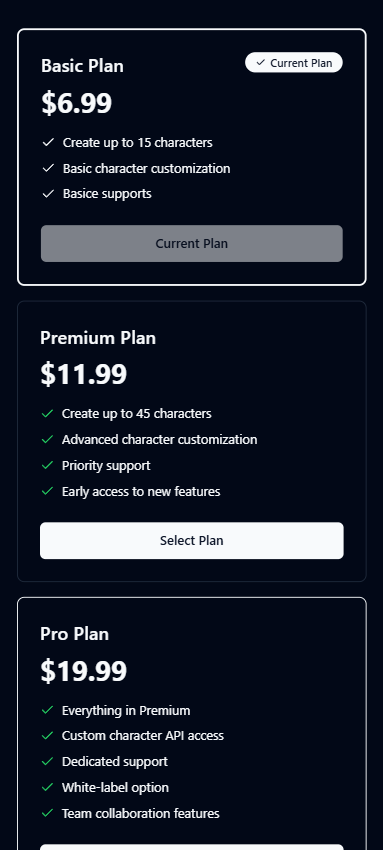 Basic Plan
Current Plan
$6.99
Create up to 15 characters
Basic character customization
Basice supports
Current Plan
Premium Plan
$11.99
Create up to 45 characters
Advanced character customization
Priority support
Early access to new features
Select Plan
Pro Plan
$19.99
Everything in Premium
Custom character API access
Dedicated support
White-label option
Team collaboration features